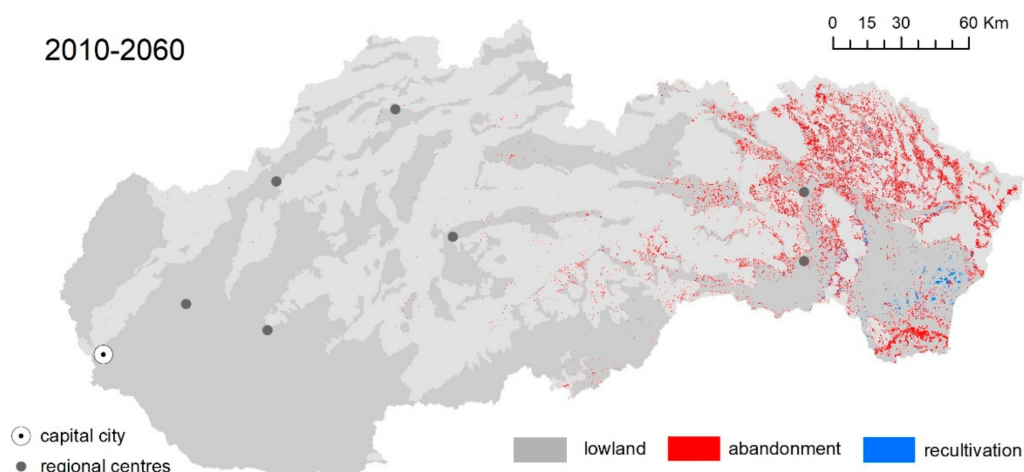 2010-2060
0 15 30 60 Km
capital city
regional centres
lowland
abandonment
recultivation